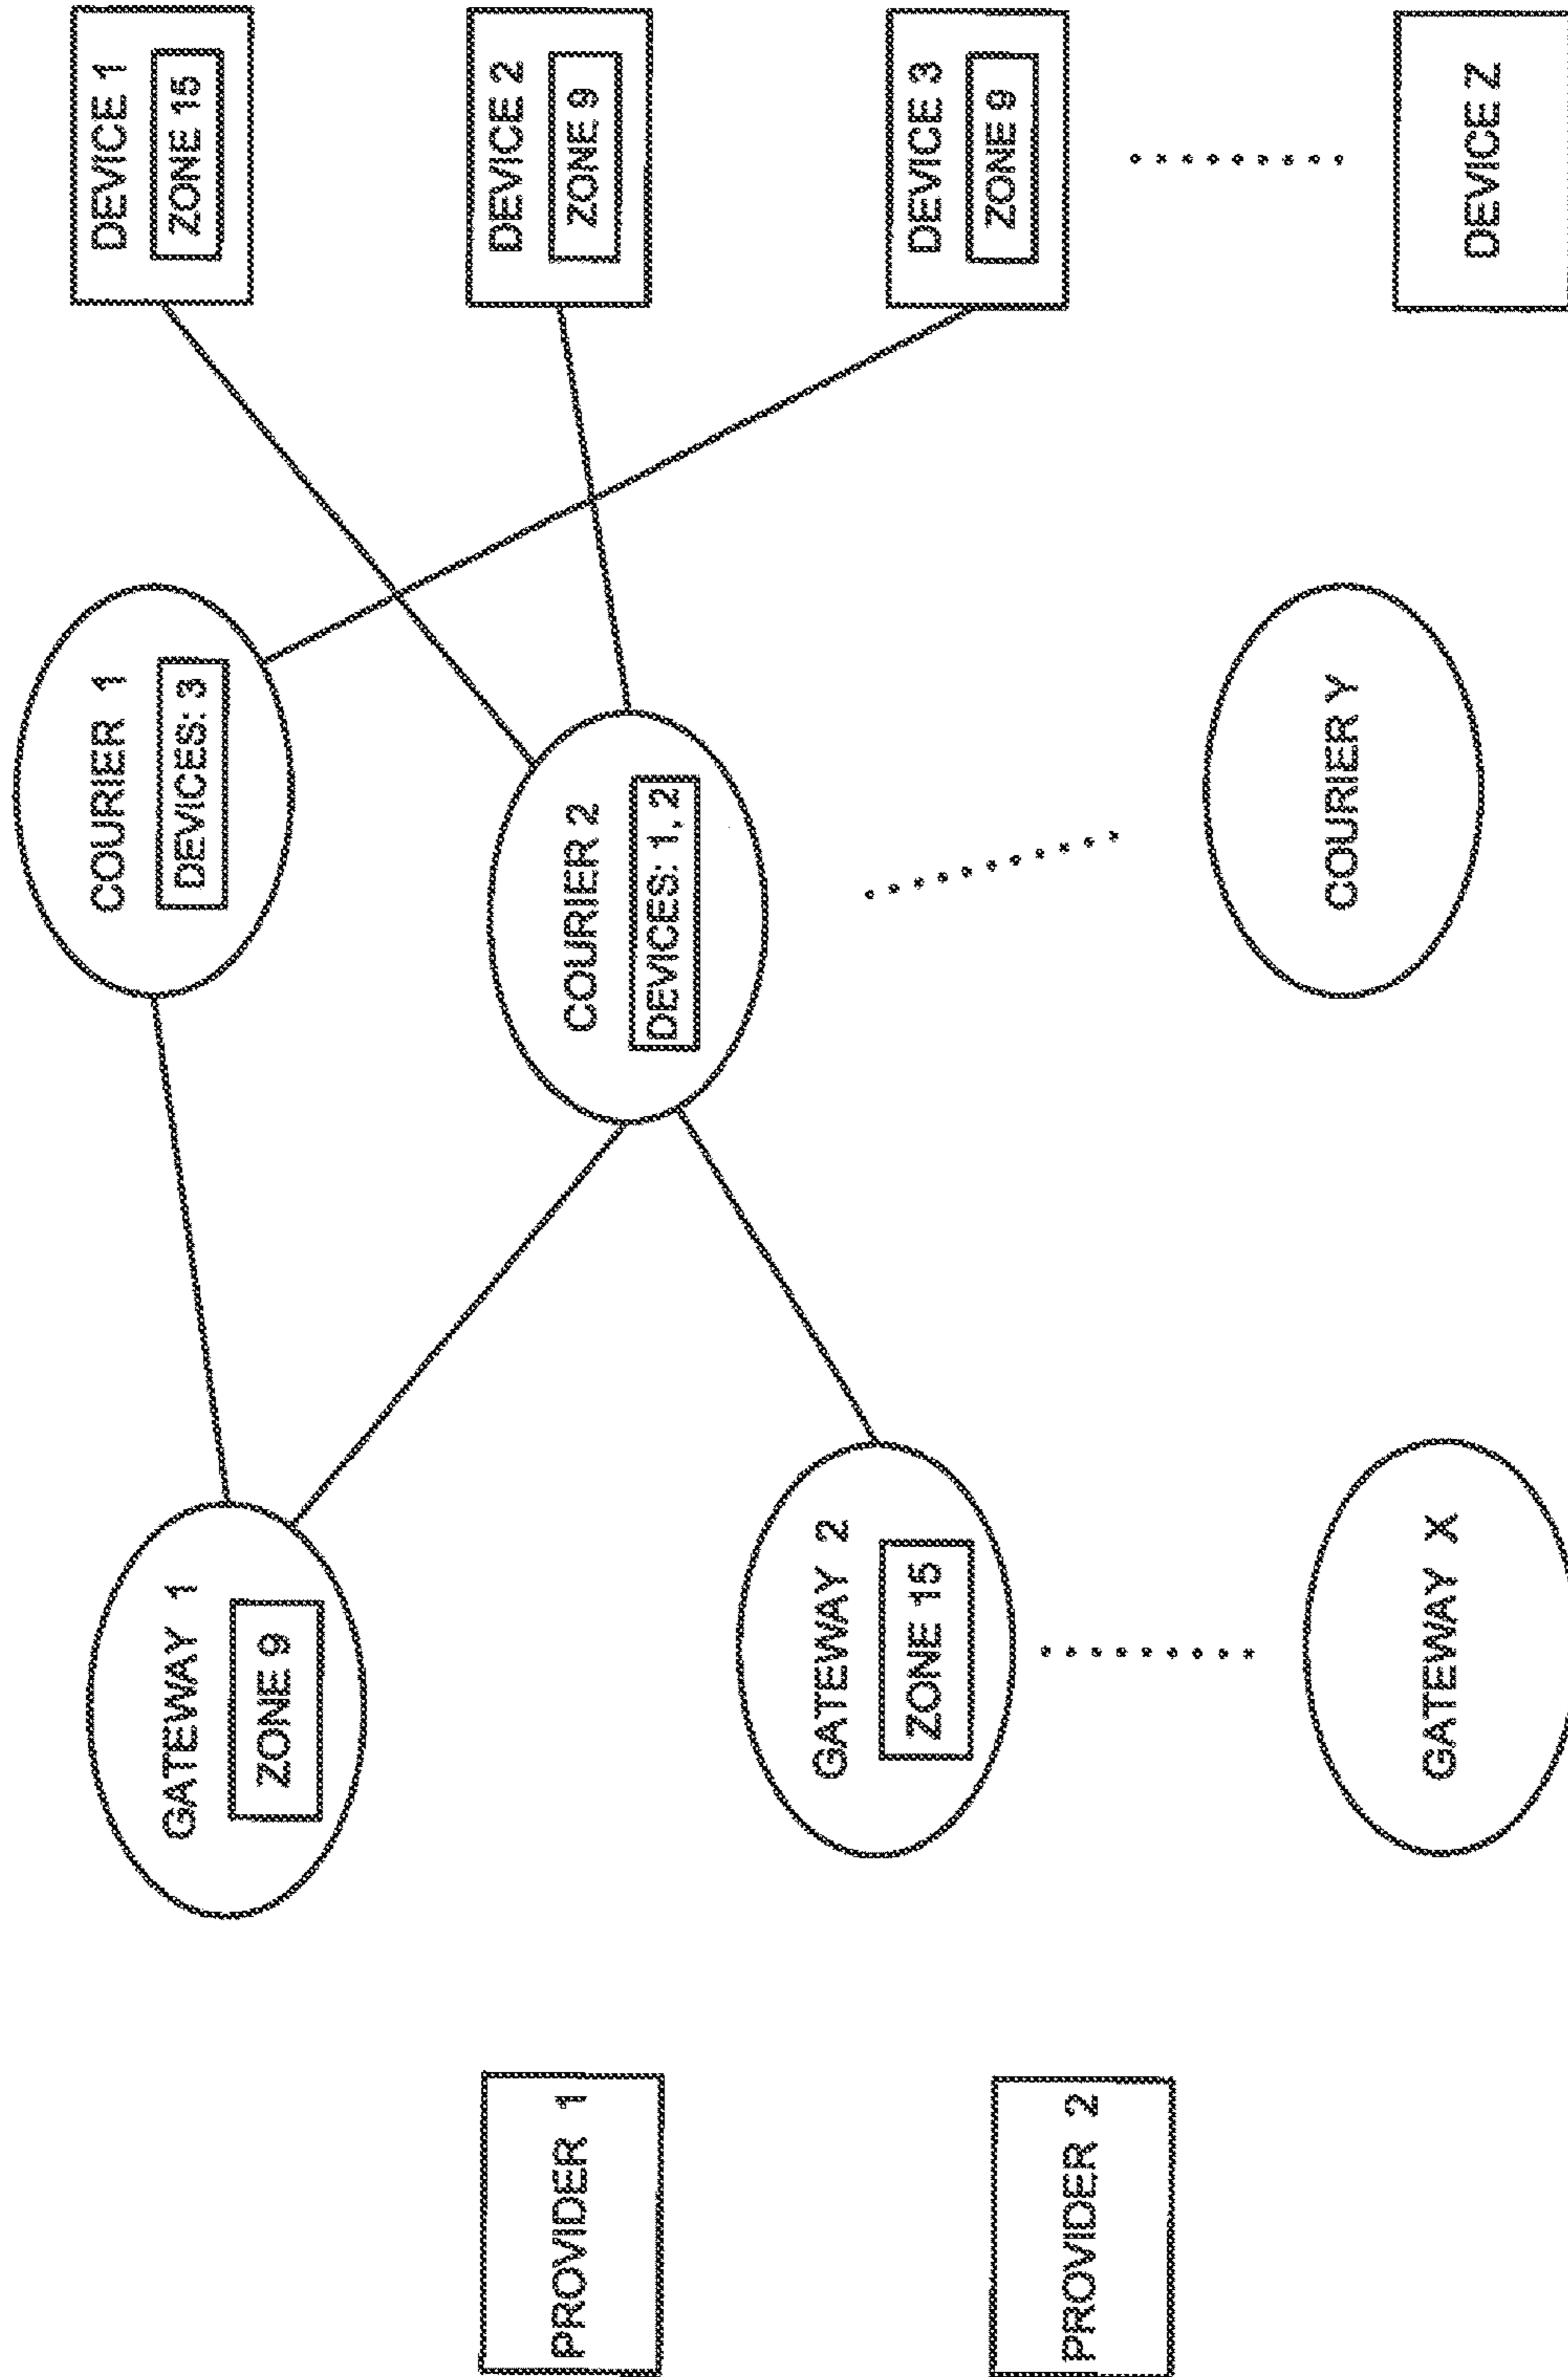 PROVIDER 1
PROVIDER 2
GATEWAY 1
ZONE 9
GATEWAY 2
ZONE 15
GATEWAY X
COURIER 1
DEVICES: 3
COURIER 2
DEVICES: 1, 2
COURIER Y
DEVICE 1
ZONE 15
DEVICE 2
ZONE 9
DEVICE 3
ZONE 9
DEVICE Z